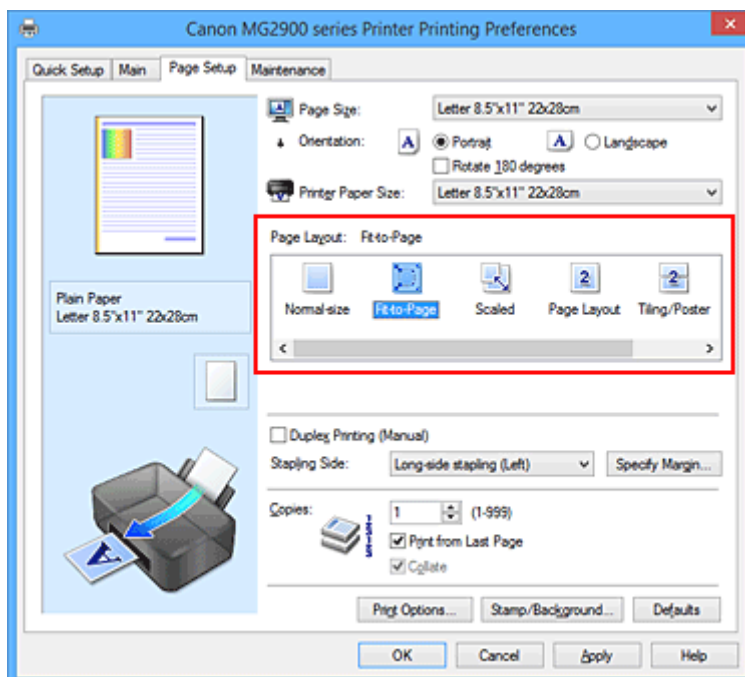 Canon MG2900 series Printer Printing Preferences
Quick Setup Main Page Setup Maintenance
Page Size: Letter 8.5"x11" 22x28cm
Orientation: A Portrait A Landscape
Rotate 180 degrees
Printer Paper Size: Letter 8.5"x11" 22x28cm
Page Layout: Fit-to-Page
Normal-size Fit-to-Page Scaled Page Layout Tiling/Poster
Plain Paper
Letter 8.5"x11" 22x28cm
Duplex Printing (Manual)
Stapling Side: Long-side stapling (Left) Specify Margin...
Copies: 1 (1-999)
Print from Last Page
Collate
Print Options... Stamp/Background... Defaults
OK Cancel Apply Help